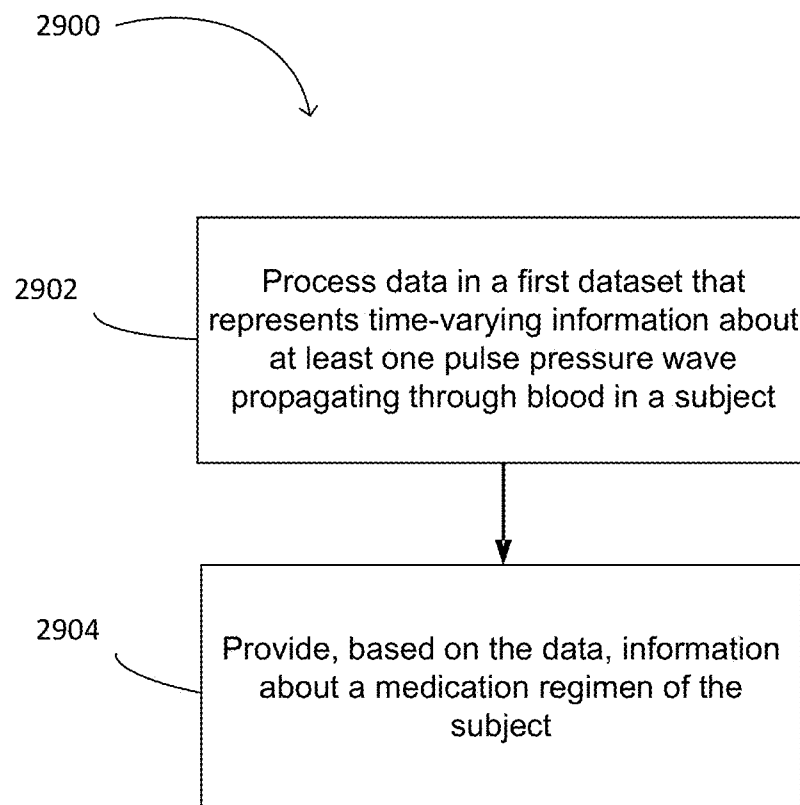 2900
2902
Process data in a first dataset that
represents time-varying information about
at least one pulse pressure wave
propagating through blood in a subject
2904
Provide, based on the data, information
about a medication regimen of the
subject